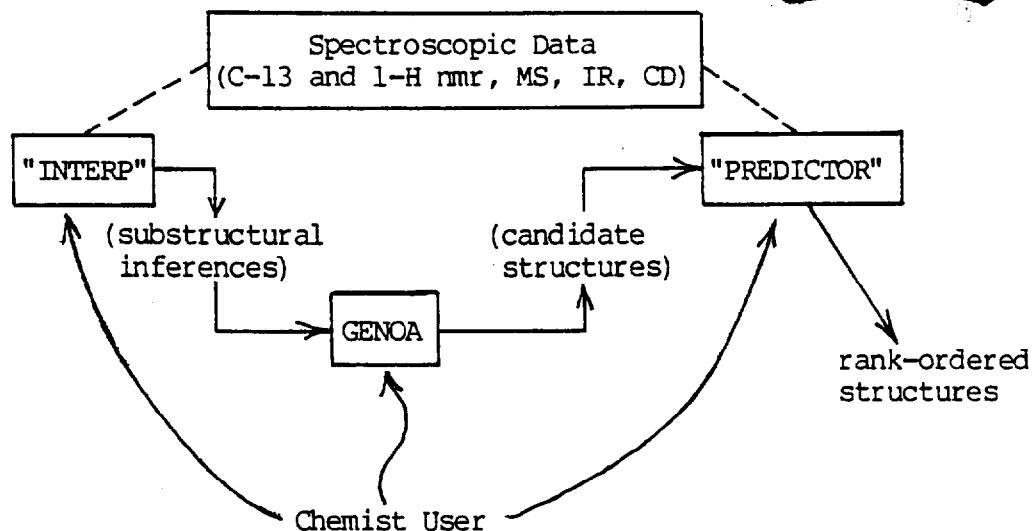 Spectroscopic Data
(C-13 and 1-H nmr, MS, IR, CD)
"INTERP"
"PREDICTOR"
(substructural
inferences)
(candidate
structures)
GENOA
rank-ordered
structures
Chemist User